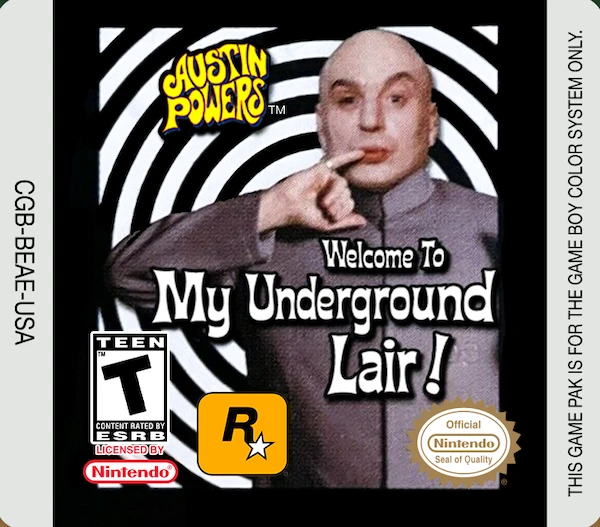 AUSTIN
POWERS TM
Welcome To
My Underground
Lair!
TEEN
TM
T
CONTENT RATED BY
ESRB
LICENSED BY
Nintendo®
R
Official
Nintendo
Seal of Quality
®
CGB-BEAE-USA
THIS GAME PAK IS FOR THE GAME BOY COLOR SYSTEM ONLY.